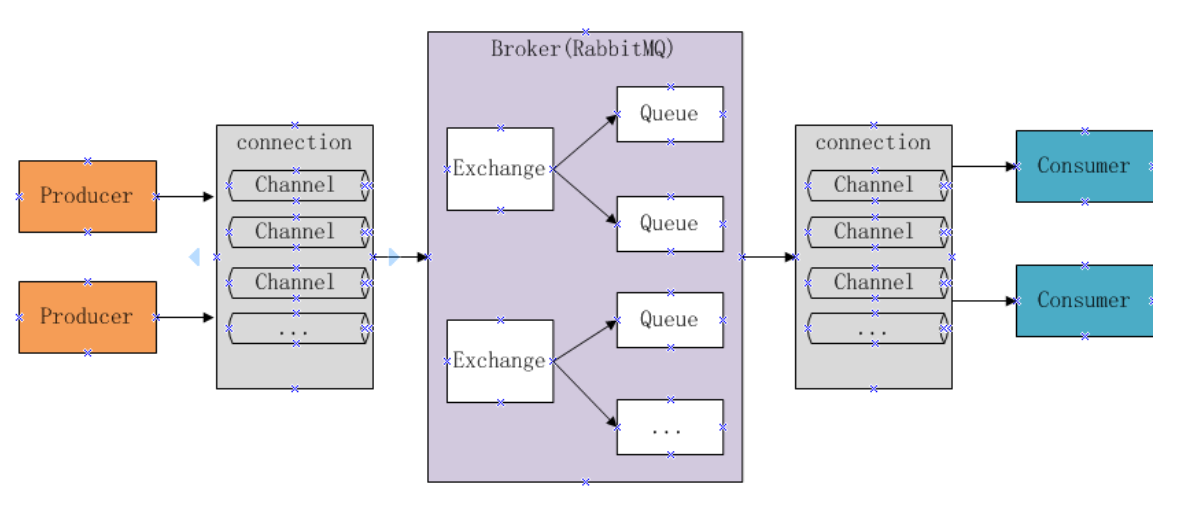 Producer
Producer
connection
Channel
Channel
Channel
...
Broker(RabbitMQ)
Exchange
Queue
Queue
Exchange
Queue
...
connection
Channel
Channel
Channel
...
Consumer
Consumer